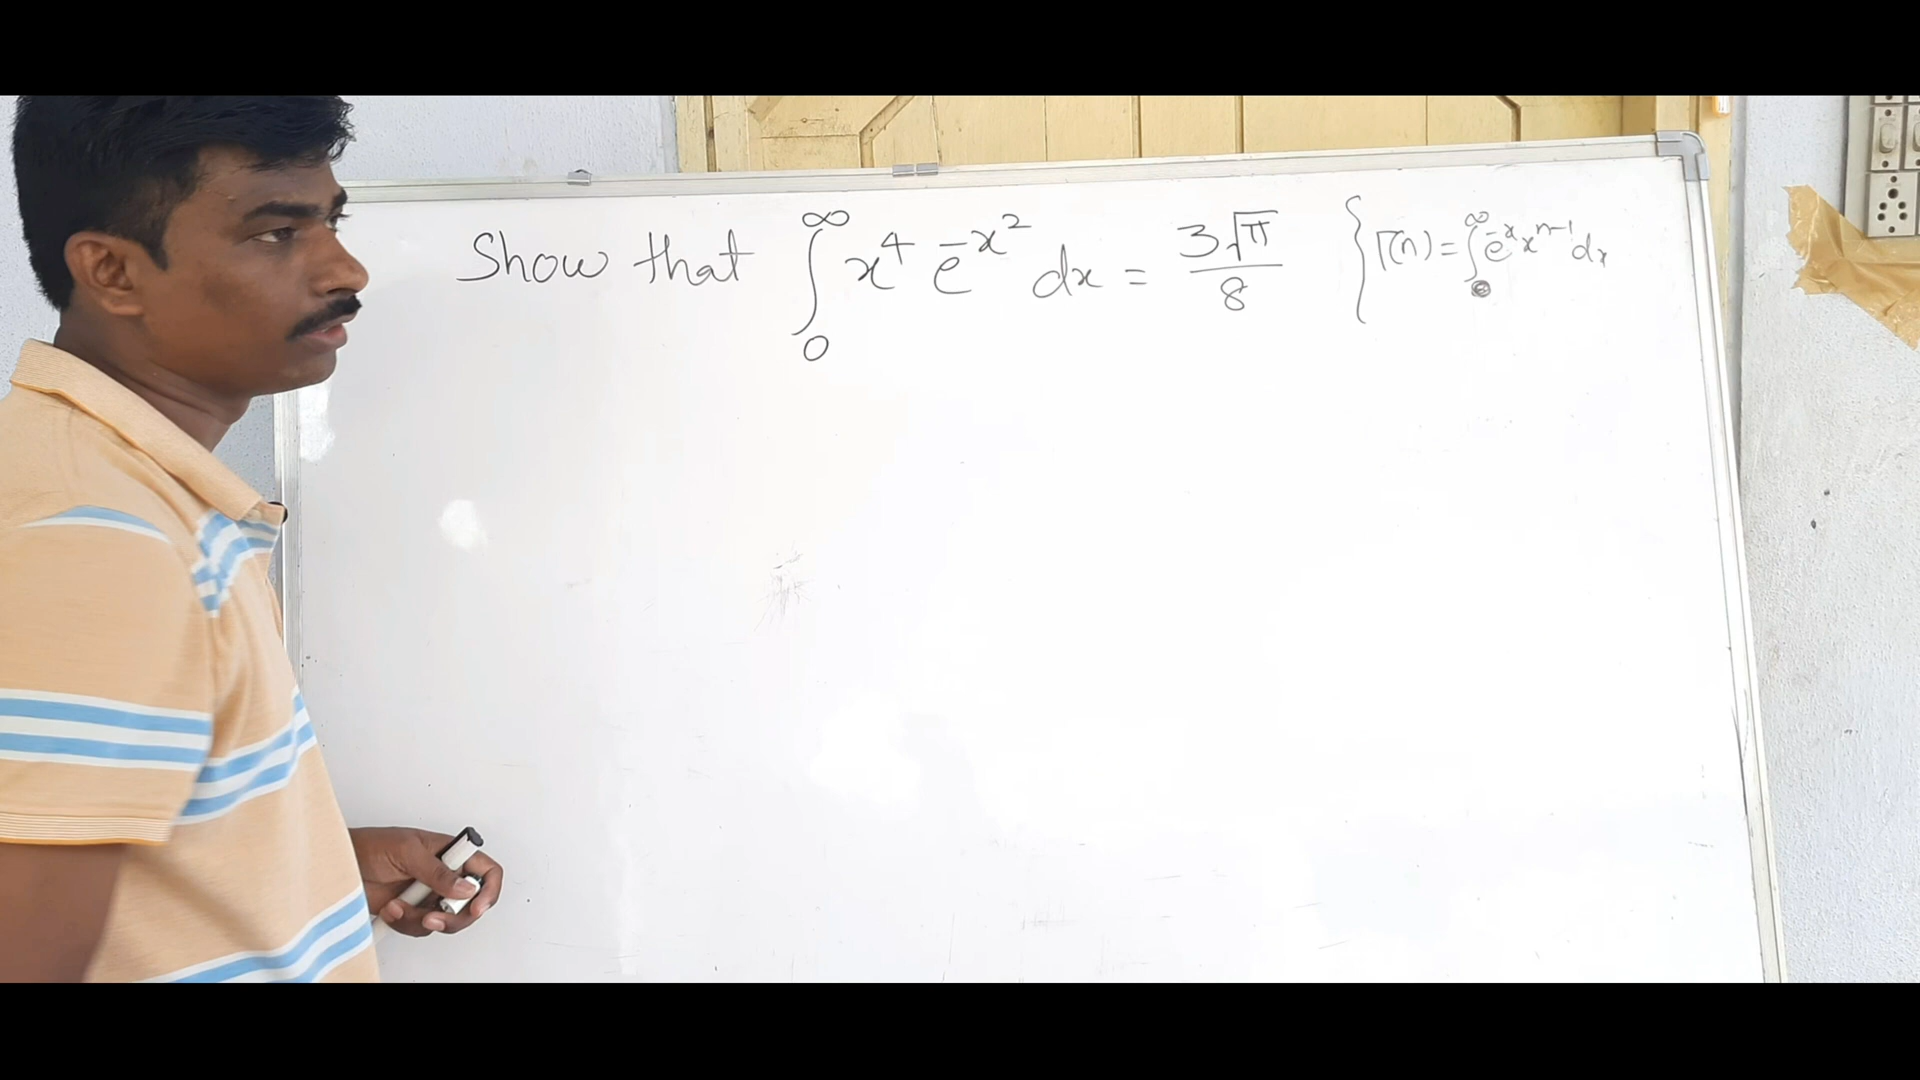 Show that ∫₀^∞ x⁴ e^{-x²} dx = 3√π/8 { Γ(n) = ∫₀^∞ e^{-x} x^{n-1} dx